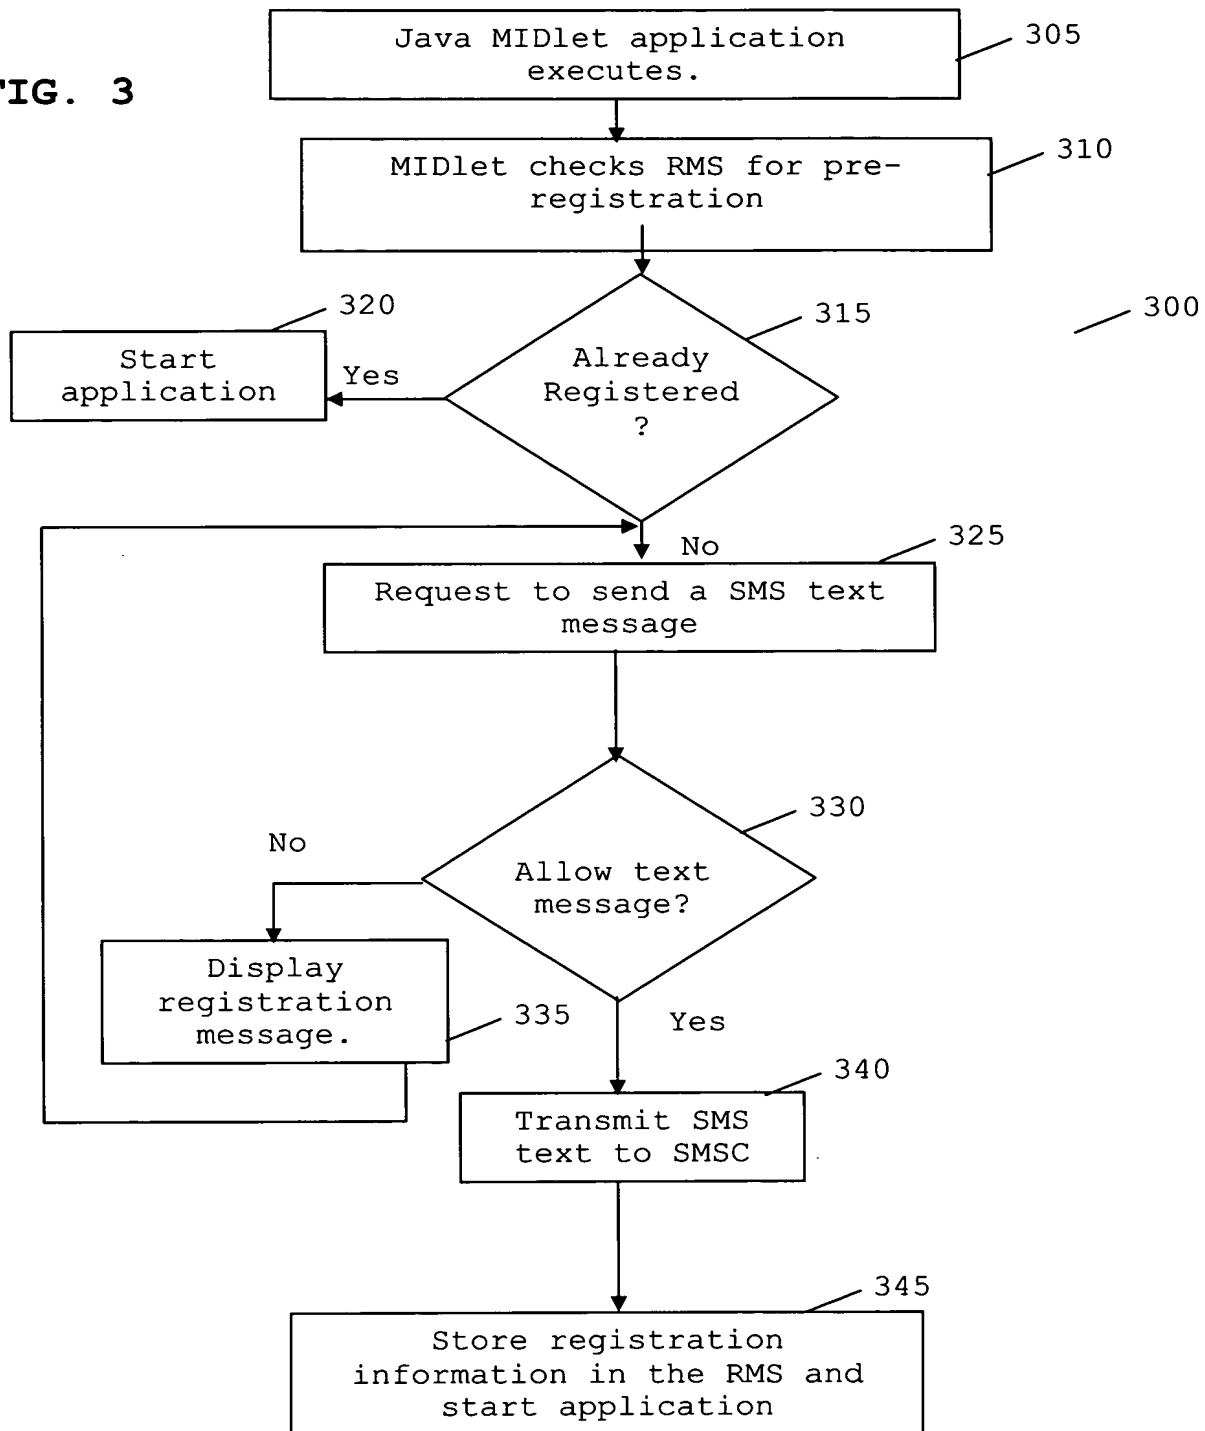 Java MIDlet application
executes.
305
FIG. 3
MIDlet checks RMS for pre-
registration
310
320
315
300
Start
application
Yes
Already
Registered
?
No
325
Request to send a SMS text
message
330
No
Allow text
message?
Display
registration
message.
335
Yes
340
Transmit SMS
text to SMSC
345
Store registration
information in the RMS and
start application